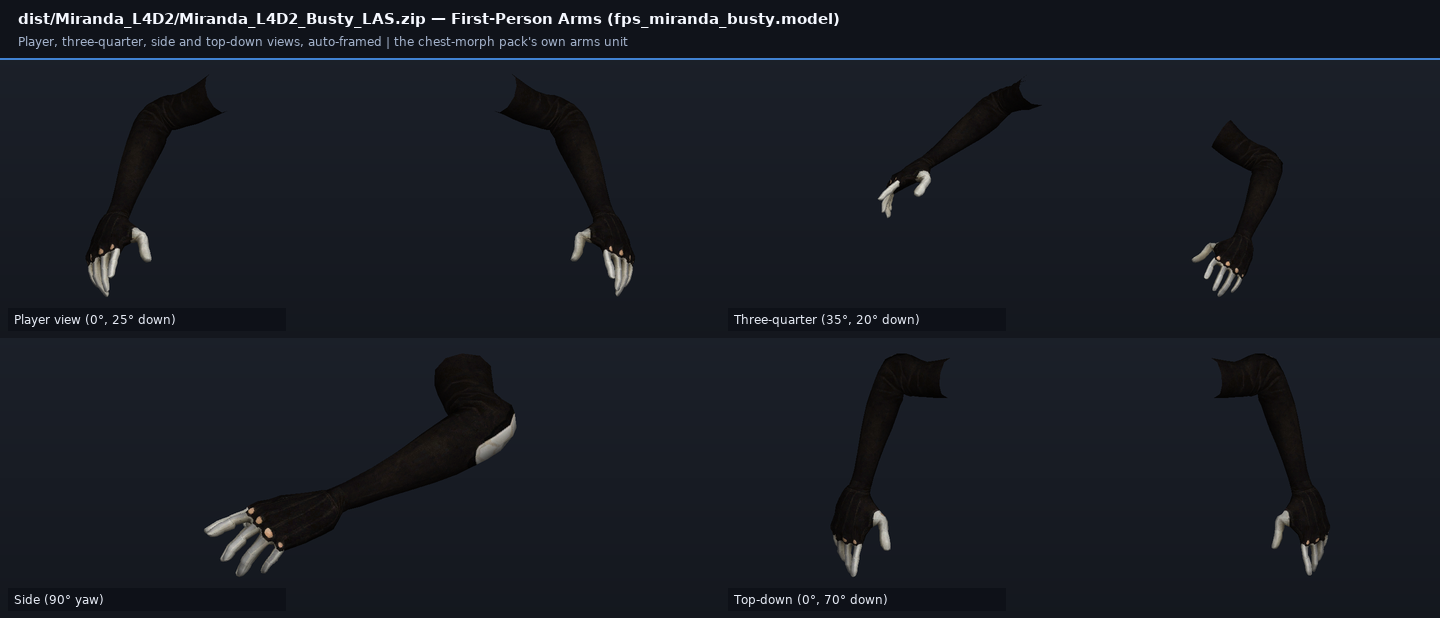 dist/Miranda_L4D2/Miranda_L4D2_Busty_LAS.zip — First-Person Arms (fps_miranda_busty.model)
Player, three-quarter, side and top-down views, auto-framed | the chest-morph pack's own arms unit
Player view (0°, 25° down)
Three-quarter (35°, 20° down)
Side (90° yaw)
Top-down (0°, 70° down)